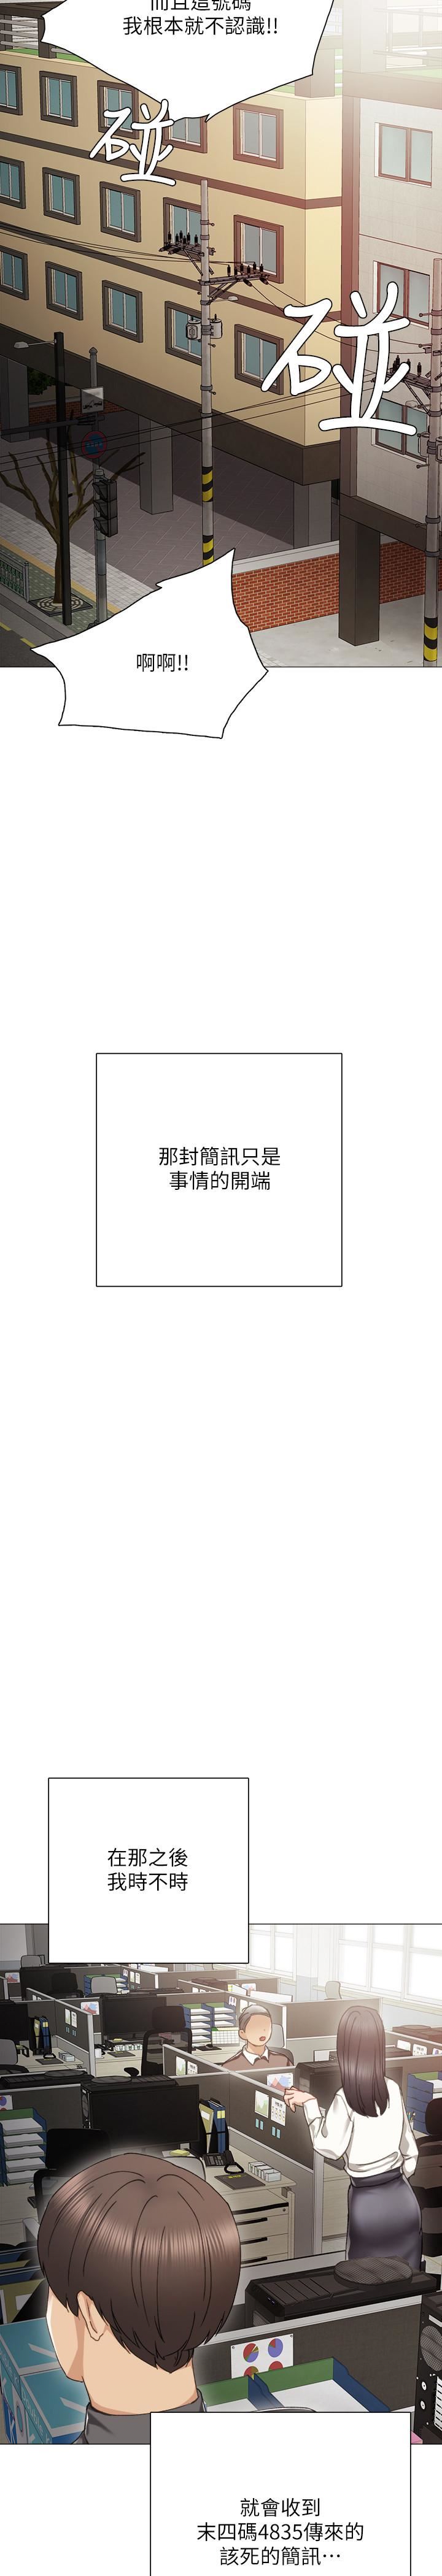 而且這號碼
我根本就不認識!!
碰
碰
啊啊!!
那封簡訊只是
事情的開端
在那之後
我時不時
就會收到
末四碼4835傳來的
該死的簡訊…